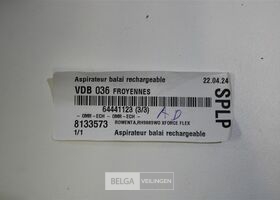 Aspirateur balai rechargeable
22.04.24
VDB 036 FROYENNES
64441123 (3/3)
- OMR-ECH - OMR-ECH -
A D
8133573
ROWENTA,RH9989WO XFORCE FLEX
1/1
Aspirateur balai rechargeable
SPLP
BELGA VEILINGEN